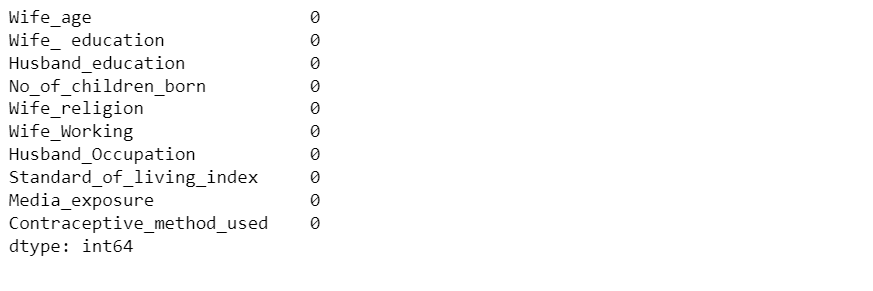 Wife_age 0
Wife_ education 0
Husband_education 0
No_of_children_born 0
Wife_religion 0
Wife_Working 0
Husband_Occupation 0
Standard_of_living_index 0
Media_exposure 0
Contraceptive_method_used 0
dtype: int64